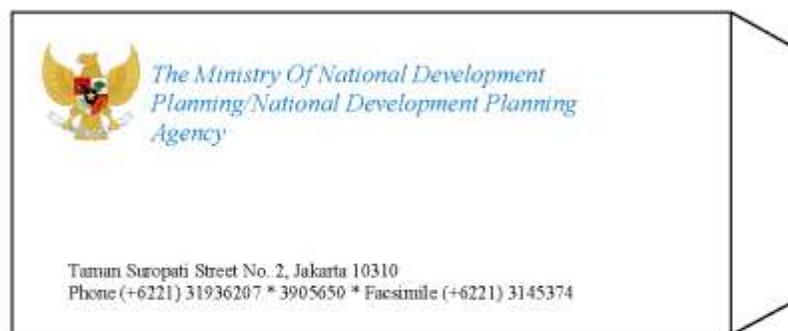 The Ministry Of National Development
Planning/National Development Planning
Agency
Taman Suropati Street No. 2, Jakarta 10310
Phone (+6221) 31936207 * 3905650 * Facsimile (+6221) 3145374